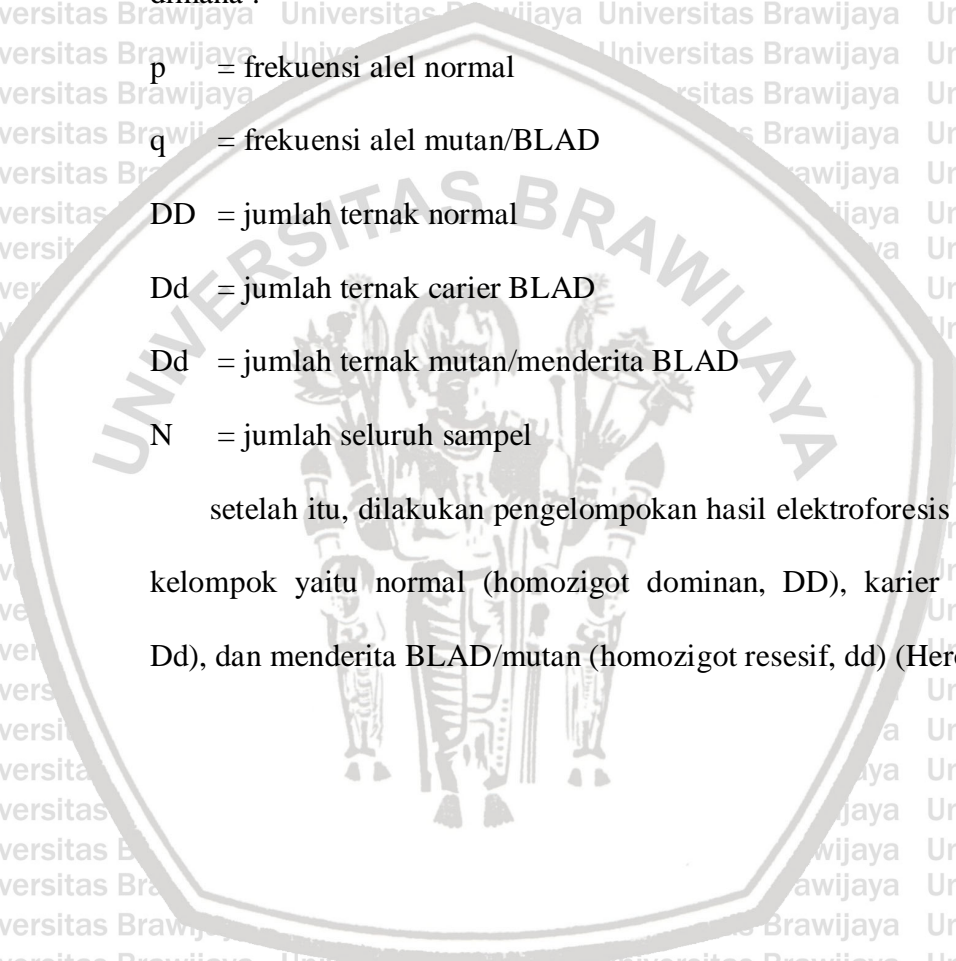 dimana :
p = frekuensi alel normal
q = frekuensi alel mutan/BLAD
DD = jumlah ternak normal
Dd = jumlah ternak carier BLAD
Dd = jumlah ternak mutan/menderita BLAD
N = jumlah seluruh sampel
setelah itu, dilakukan pengelompokan hasil elektroforesis
kelompok yaitu normal (homozigot dominan, DD), karier
Dd), dan menderita BLAD/mutan (homozigot resesif, dd)
UNIVERSITAS BRAWIJAYA